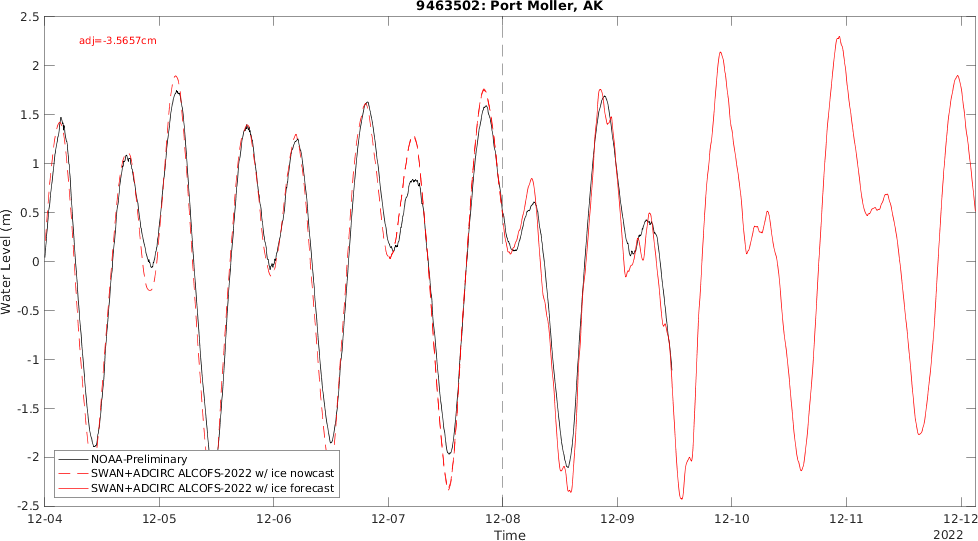 9463502: Port Moller, AK
adj=-3.5657cm
Water Level (m)
2.5
2
1.5
1
0.5
0
-0.5
-1
-1.5
-2
-2.5
NOAA-Preliminary
SWAN+ADCIRC ALCOFS-2022 w/ ice nowcast
SWAN+ADCIRC ALCOFS-2022 w/ ice forecast
12-04 12-05 12-06 12-07 12-08 12-09 12-10 12-11 12-12
Time
2022